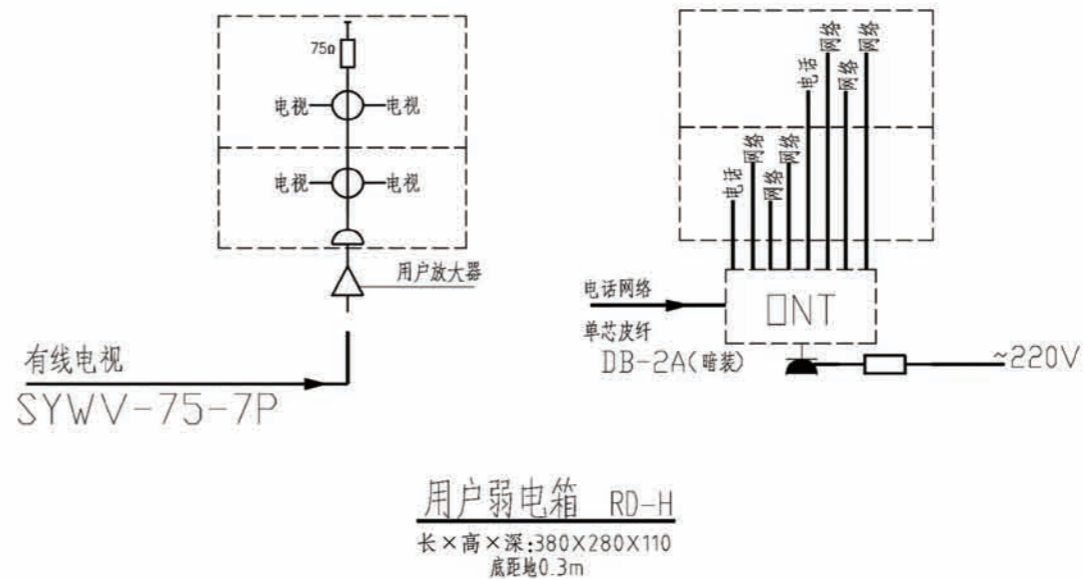 75Ω
电视
电视
电视
电视
用户放大器
有线电视
SYWV-75-7P
电话
网络
网络
网络
电话
网络
网络
网络
电话网络
单芯皮纤
ONT
DB-2A(暗装)
~220V
用户弱电箱 RD-H
长×高×深:380X280X110
底距地0.3m